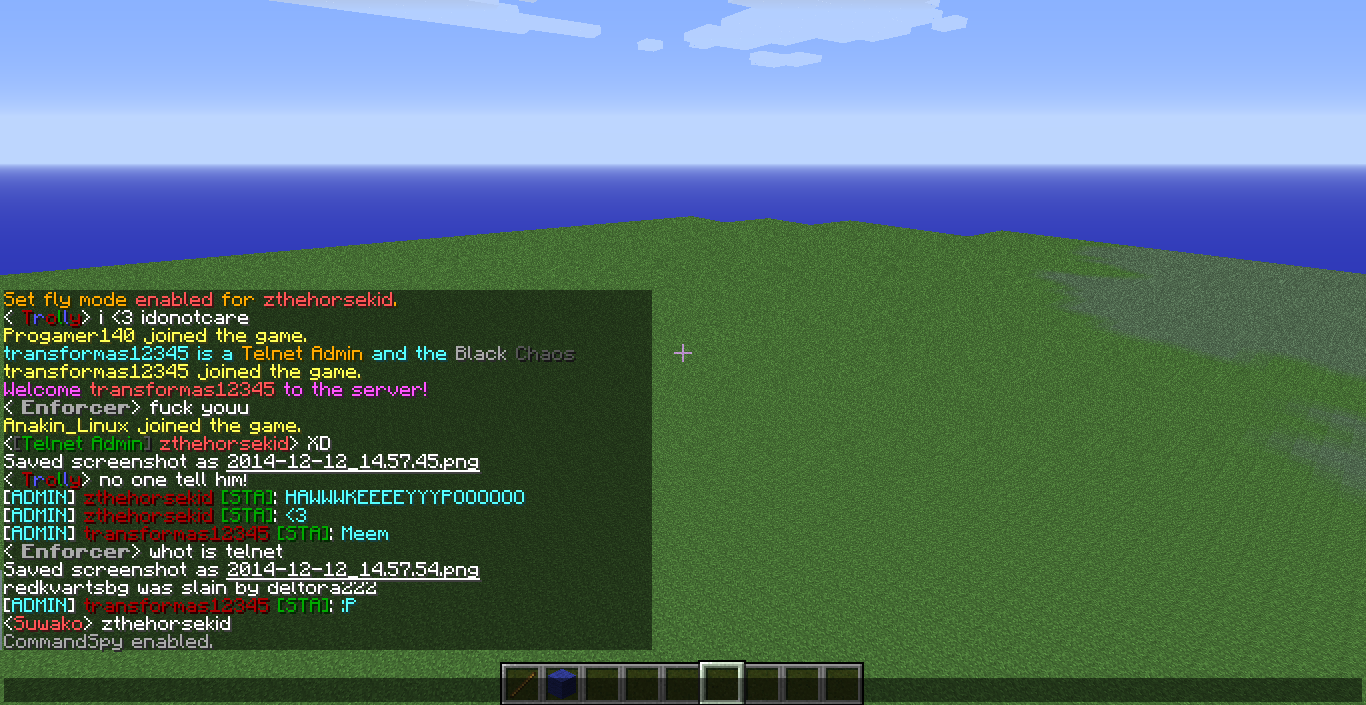 Set fly mode enabled for zthehorsekid.
< Trolly> i <3 idonotcare
Progamer140 joined the game.
transformas12345 is a Telnet Admin and the Black Chaos
transformas12345 joined the game.
Welcome transformas12345 to the server!
< Enforcer> fuck youu
Anakin_Linux joined the game.
<[Telnet Admin] zthehorsekid> XD
Saved screenshot as 2014-12-12_14.57.45.png
< Trolly> no one tell him!
[ADMIN] zthehorsekid [STA]: HAWWWKEEEEYYYPOOOOOO
[ADMIN] zthehorsekid [STA]: <3
[ADMIN] transformas12345 [STA]: Meem
< Enforcer> whot is telnet
Saved screenshot as 2014-12-12_14.57.54.png
redkvartsbg was slain by deltora222
[ADMIN] transformas12345 [STA]: :P
<Suwako> zthehorsekid
CommandSpy enabled.